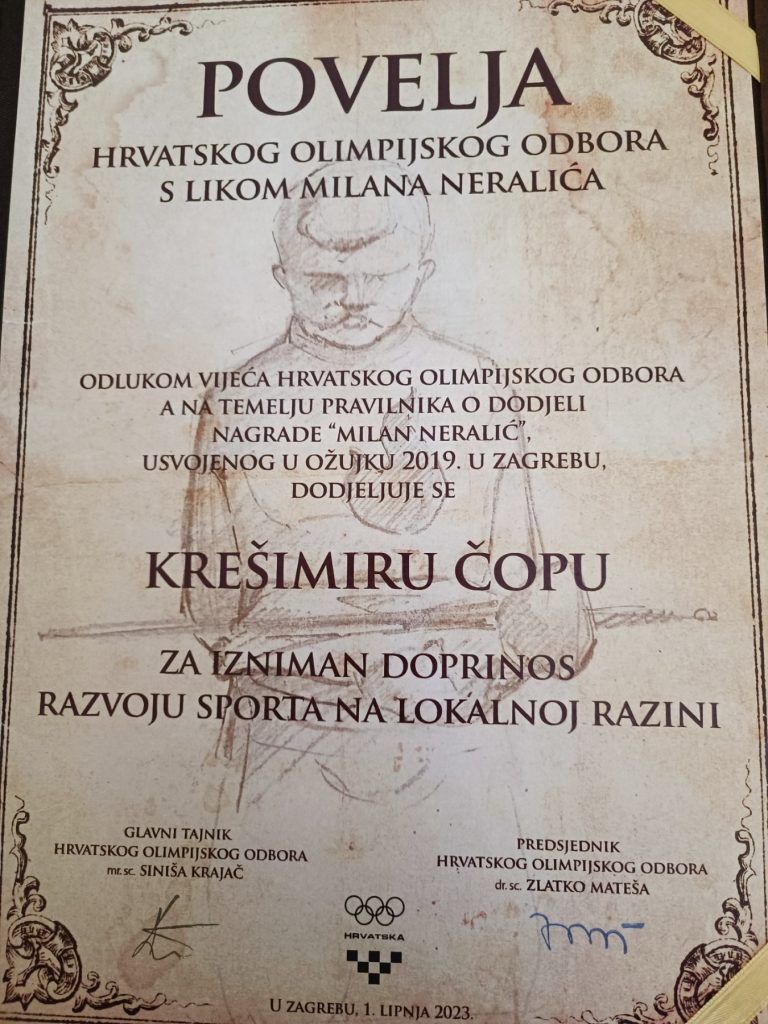 POVELJA
HRVATSKOG OLIMPIJSKOG ODBORA
S LIKOM MILANA NERALIĆA
ODLUKOM VIJEĆA HRVATSKOG OLIMPIJSKOG ODBORA
A NA TEMELJU PRAVILNIKA O DODJELI
NAGRADE “MILAN NERALIĆ”,
USVOJENOG U OŽUJKU 2019. U ZAGREBU,
DODJELJUJE SE
KREŠIMIRU ČOPU
ZA IZNIMAN DOPRINOS
RAZVOJU SPORTA NA LOKALNOJ RAZINI
GLAVNI TAJNIK
HRVATSKOG OLIMPIJSKOG ODBORA
mr. sc. SINIŠA KRAJAČ
PREDSJEDNIK
HRVATSKOG OLIMPIJSKOG ODBORA
dr. sc. ZLATKO MATEŠA
HRVATSKA
U ZAGREBU, 1. LIPNJA 2023.